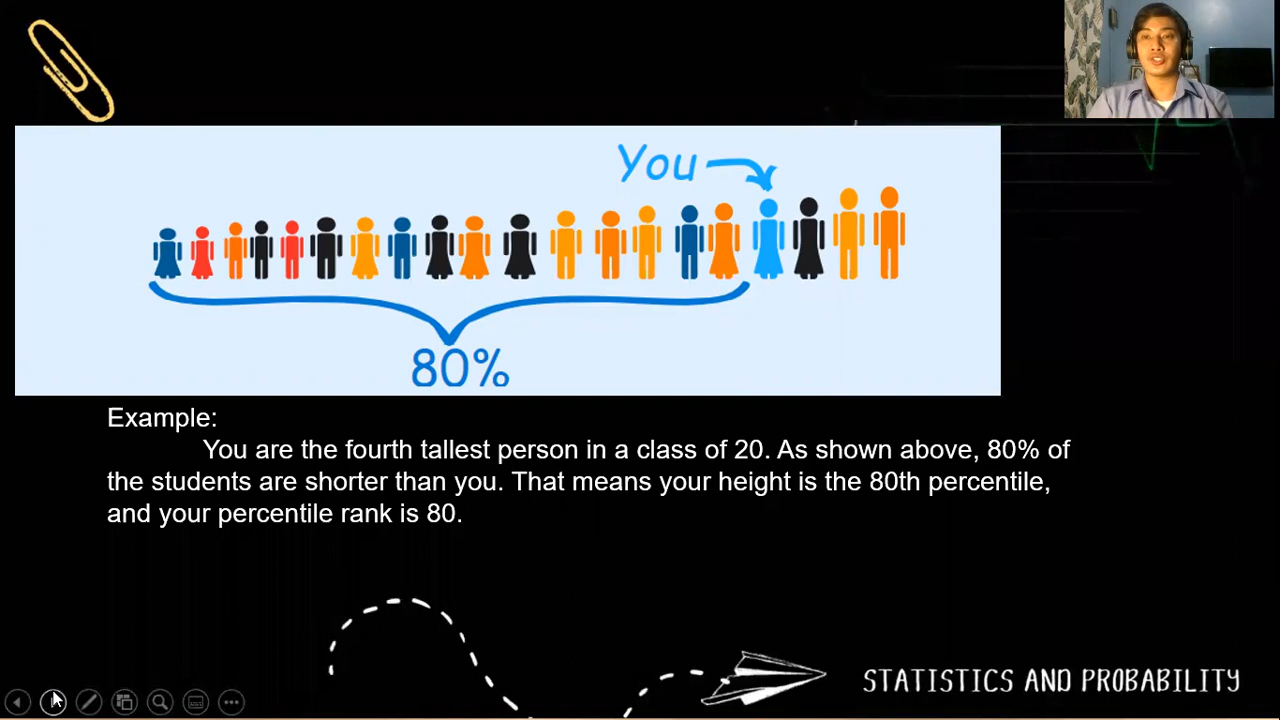 You
80%
Example:
You are the fourth tallest person in a class of 20. As shown above, 80% of
the students are shorter than you. That means your height is the 80th percentile,
and your percentile rank is 80.
STATISTICS AND PROBABILITY